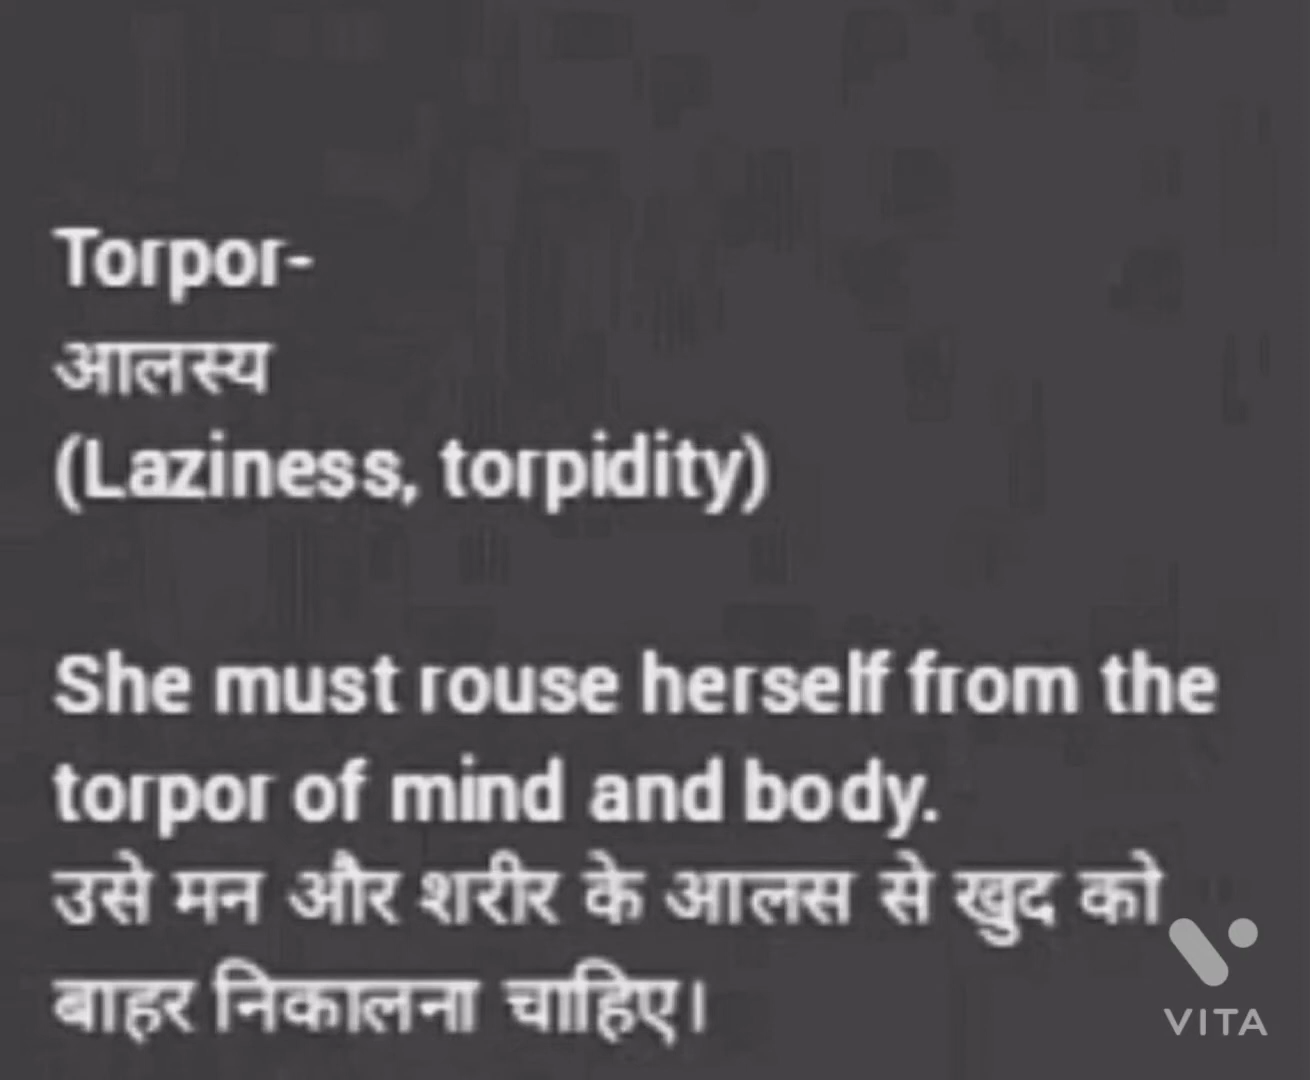 Torpor-
आलस्य
(Laziness, torpidity)
She must rouse herself from the
torpor of mind and body.
उसे मन और शरीर के आलस से खुद को
बाहर निकालना चाहिए।
VITA